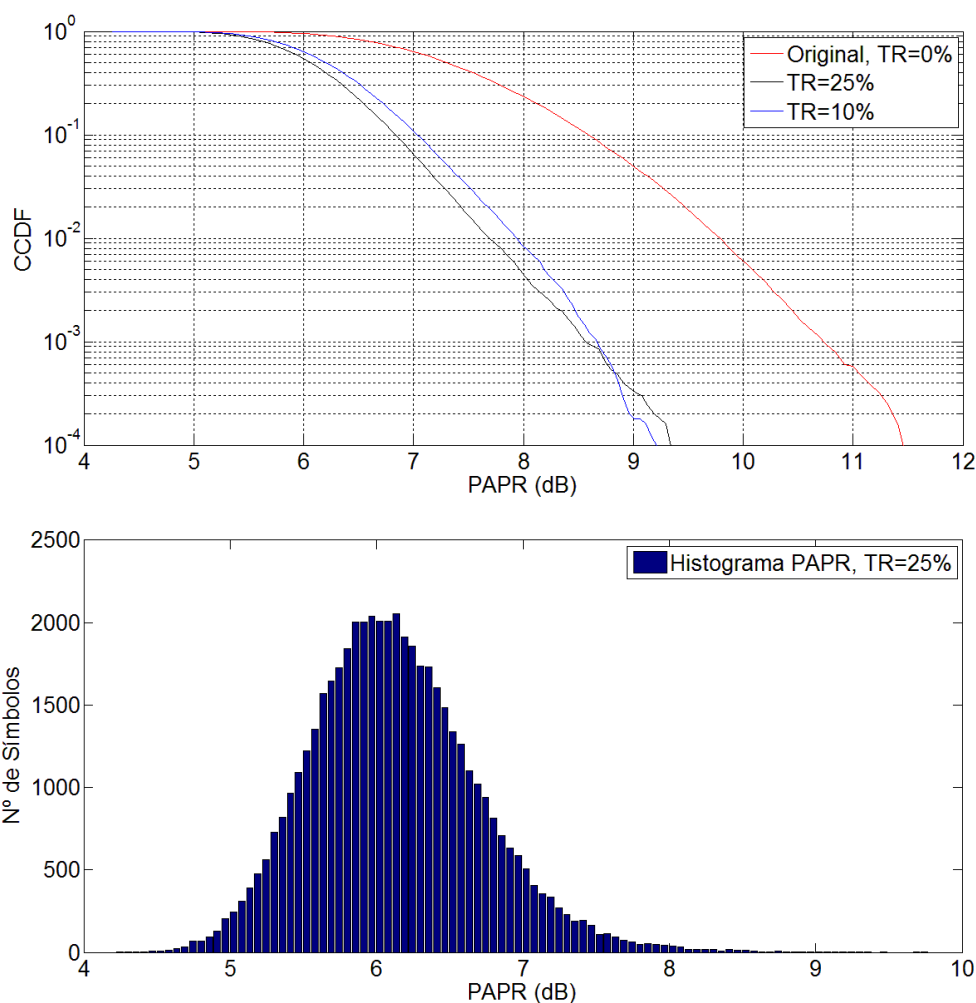 10^0
10^-1
10^-2
10^-3
10^-4
CCDF
Original, TR=0%
TR=25%
TR=10%
4 5 6 7 8 9 10 11 12
PAPR (dB)
2500
2000
1500
1000
500
0
Nº de Símbolos
Histograma PAPR, TR=25%
4 5 6 7 8 9 10
PAPR (dB)